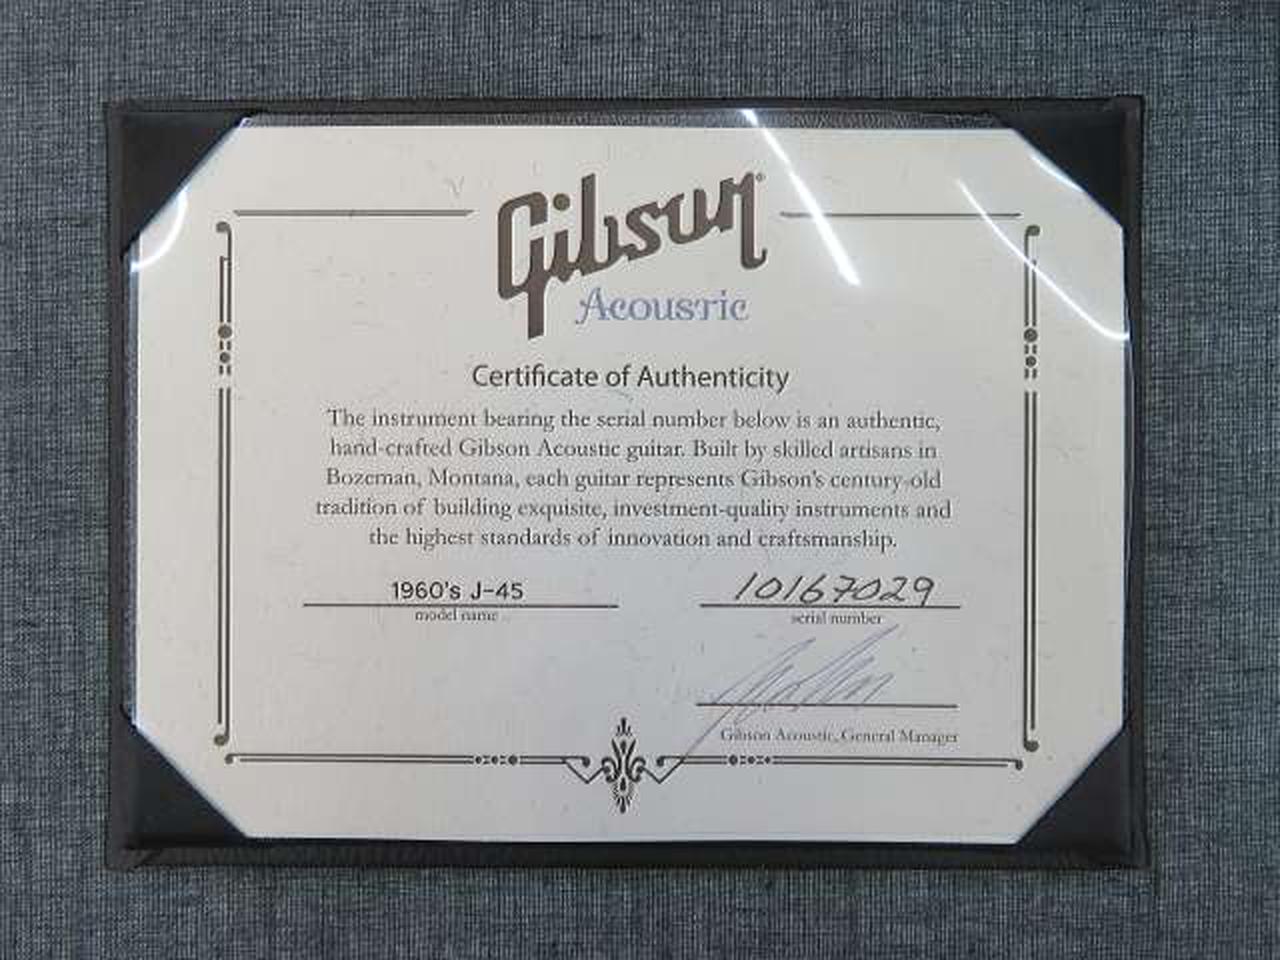 Gibson
Acoustic
Certificate of Authenticity
The instrument bearing the serial number below is an authentic,
hand-crafted Gibson Acoustic guitar. Built by skilled artisans in
Bozeman, Montana, each guitar represents Gibson's century-old
tradition of building exquisite, investment-quality instruments and
the highest standards of innovation and craftsmanship.
1960's J-45 10167029
model name serial number
Gibson Acoustic, General Manager